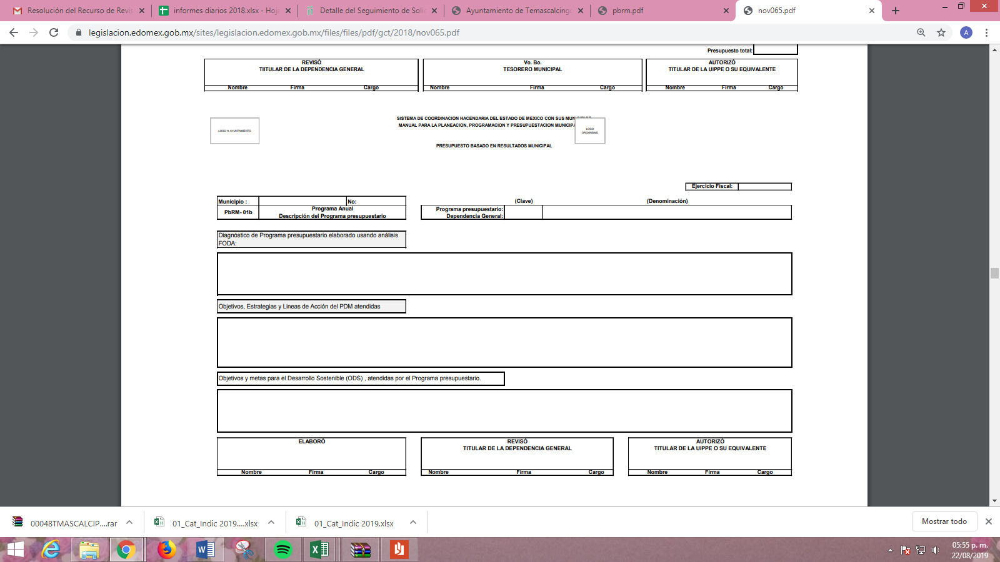 Resolución del Recurso de Revis
informes diarios 2018.xlsx - Hoja
Detalle del Seguimiento de Solic
Ayuntamiento de Temascalcingo
pbrm.pdf
nov065.pdf
legislacion.edomex.gob.mx/sites/legislacion.edomex.gob.mx/files/files/pdf/gct/2018/nov065.pdf
A
Presupuesto total:
REVISÓ
TIITULAR DE LA DEPENDENCIA GENERAL
Nombre Firma Cargo
Vo. Bo.
TESORERO MUNICIPAL
Nombre Firma Cargo
AUTORIZÓ
TITULAR DE LA UIPPE O SU EQUIVALENTE
Nombre Firma Cargo
LOGO H. AYUNTAMIENTO
SISTEMA DE COORDINACION HACENDARIA DEL ESTADO DE MEXICO CON SUS MUNICIPIOS
MANUAL PARA LA PLANEACION, PROGRAMACION Y PRESUPUESTACION MUNICIPA
LOGO
ORGANISMO
PRESUPUESTO BASADO EN RESULTADOS MUNICIPAL
Ejercicio Fiscal:
Municipio : No:
PbRM- 01b
Programa Anual
Descripción del Programa presupuestario
(Clave) (Denominación)
Programa presupuestario:
Dependencia General:
Diagnóstico de Programa presupuestario elaborado usando análisis
FODA:
Objetivos, Estrategias y Lineas de Acción del PDM atendidas
Objetivos y metas para el Desarrollo Sostenible (ODS) , atendidas por el Programa presupuestario.
ELABORÓ
Nombre Firma Cargo
REVISÓ
TITULAR DE LA DEPENDENCIA GENERAL
Nombre Firma Cargo
AUTORIZÓ
TITULAR DE LA UIPPE O SU EQUIVALENTE
Nombre Firma Cargo
00048TMASCALCIP....rar
01_Cat_Indic 2019....xlsx
01_Cat_Indic 2019.xlsx
Mostrar todo
05:55 p. m.
22/08/2019